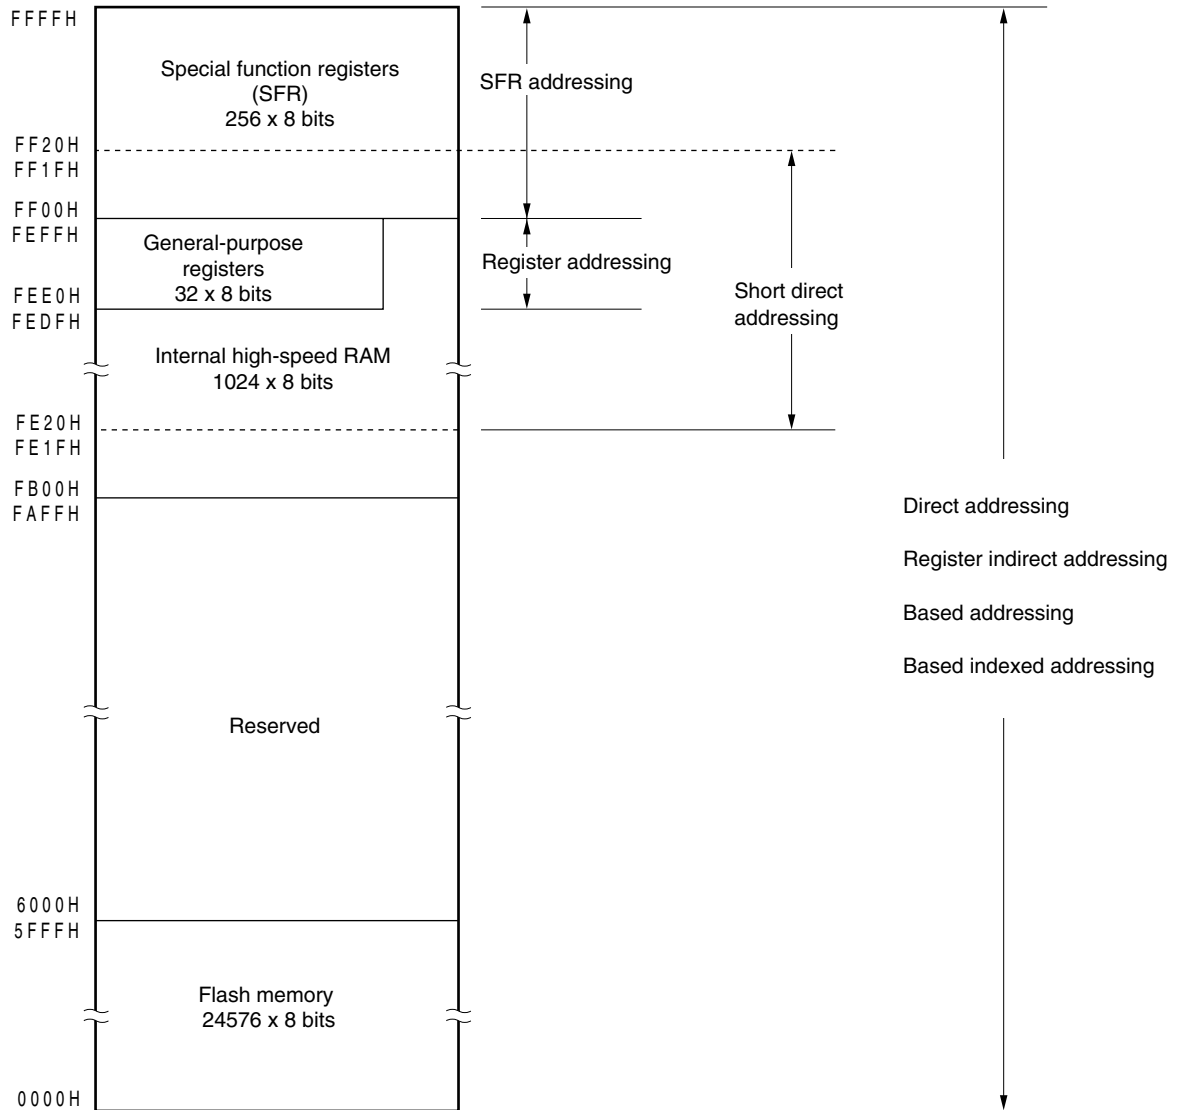 FFFFH
Special function registers
(SFR)
256 x 8 bits
SFR addressing
FF20H
FF1FH
FF00H
FEFFH
General-purpose
registers
32 x 8 bits
Register addressing
FEE0H
FEDFH
Short direct
addressing
Internal high-speed RAM
1024 x 8 bits
FE20H
FE1FH
FB00H
FAFFH
Direct addressing
Register indirect addressing
Based addressing
Based indexed addressing
Reserved
6000H
5FFFH
Flash memory
24576 x 8 bits
0000H